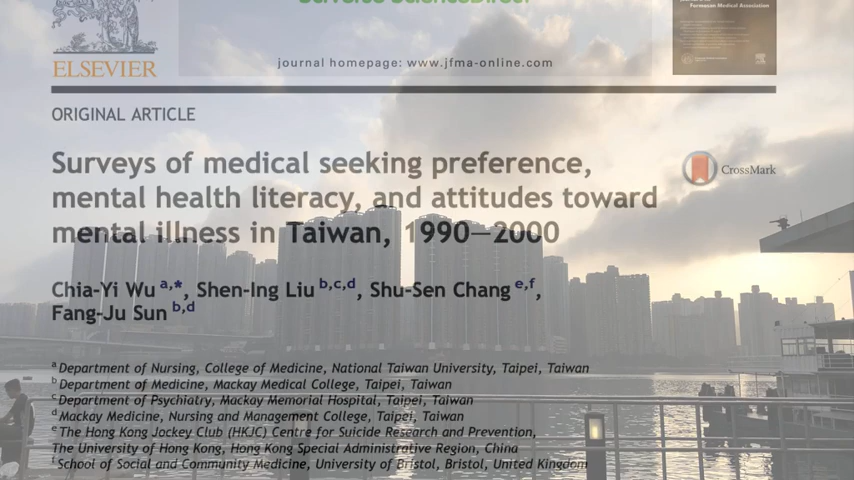 ELSEVIER
journal homepage: www.jfma-online.com
Formosan Medical Association
ORIGINAL ARTICLE
Surveys of medical seeking preference,
mental health literacy, and attitudes toward
mental illness in Taiwan, 1990—2000
CrossMark
Chia-Yi Wu a,*, Shen-Ing Liu b,c,d, Shu-Sen Chang e,f,
Fang-Ju Sun b,d
a Department of Nursing, College of Medicine, National Taiwan University, Taipei, Taiwan
b Department of Medicine, Mackay Medical College, Taipei, Taiwan
c Department of Psychiatry, Mackay Memorial Hospital, Taipei, Taiwan
d Mackay Medicine, Nursing and Management College, Taipei, Taiwan
e The Hong Kong Jockey Club (HKJC) Centre for Suicide Research and Prevention,
The University of Hong Kong, Hong Kong Special Administrative Region, China
f School of Social and Community Medicine, University of Bristol, Bristol, United Kingdom